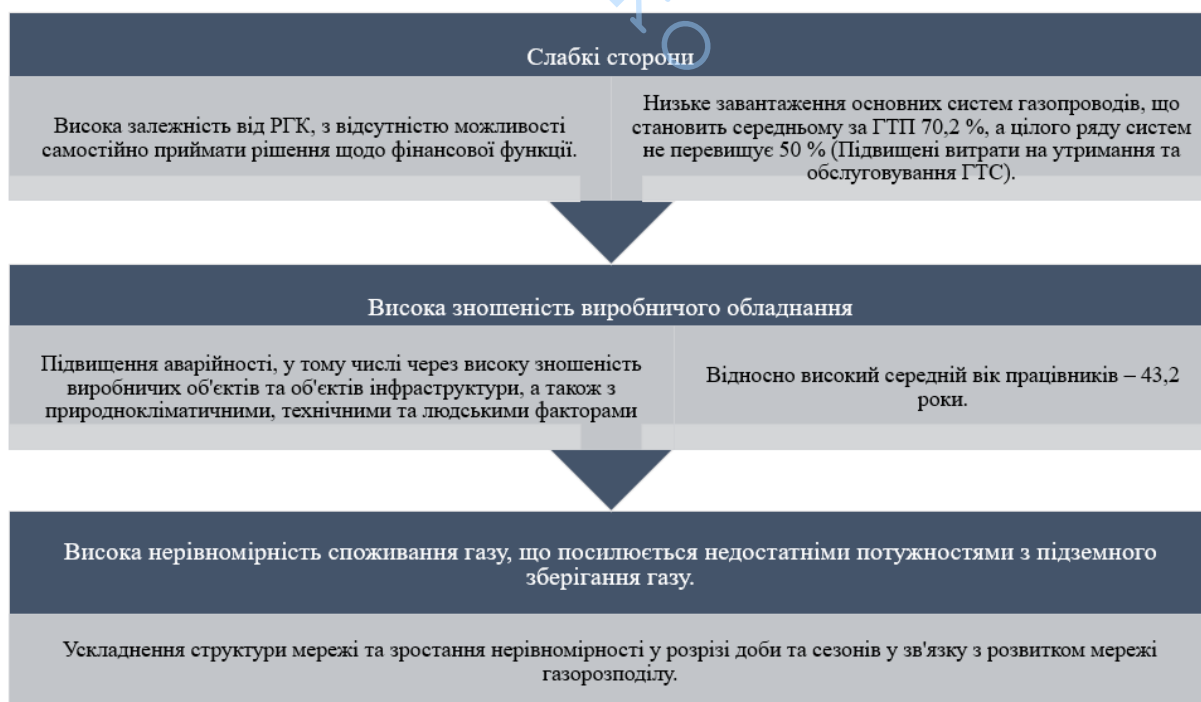 Слабкі сторони
Висока залежність від РГК, з відсутністю можливості
самостійно приймати рішення щодо фінансової функції.
Низьке завантаження основних систем газопроводів, що
становить середньому за ГТП 70,2 %, а цілого ряду систем
не перевищує 50 % (Підвищені витрати на утримання та
обслуговування ГТС).
Висока зношеність виробничого обладнання
Підвищення аварійності, у тому числі через високу зношеність
виробничих об'єктів та об'єктів інфраструктури, а також з
природнокліматичними, технічними та людськими факторами
Відносно високий середній вік працівників – 43,2
роки.
Висока нерівномірність споживання газу, що посилюється недостатніми потужностями з підземного
зберігання газу.
Ускладнення структури мережі та зростання нерівномірності у розрізі доби та сезонів у зв'язку з розвитком мережі
газорозподілу.